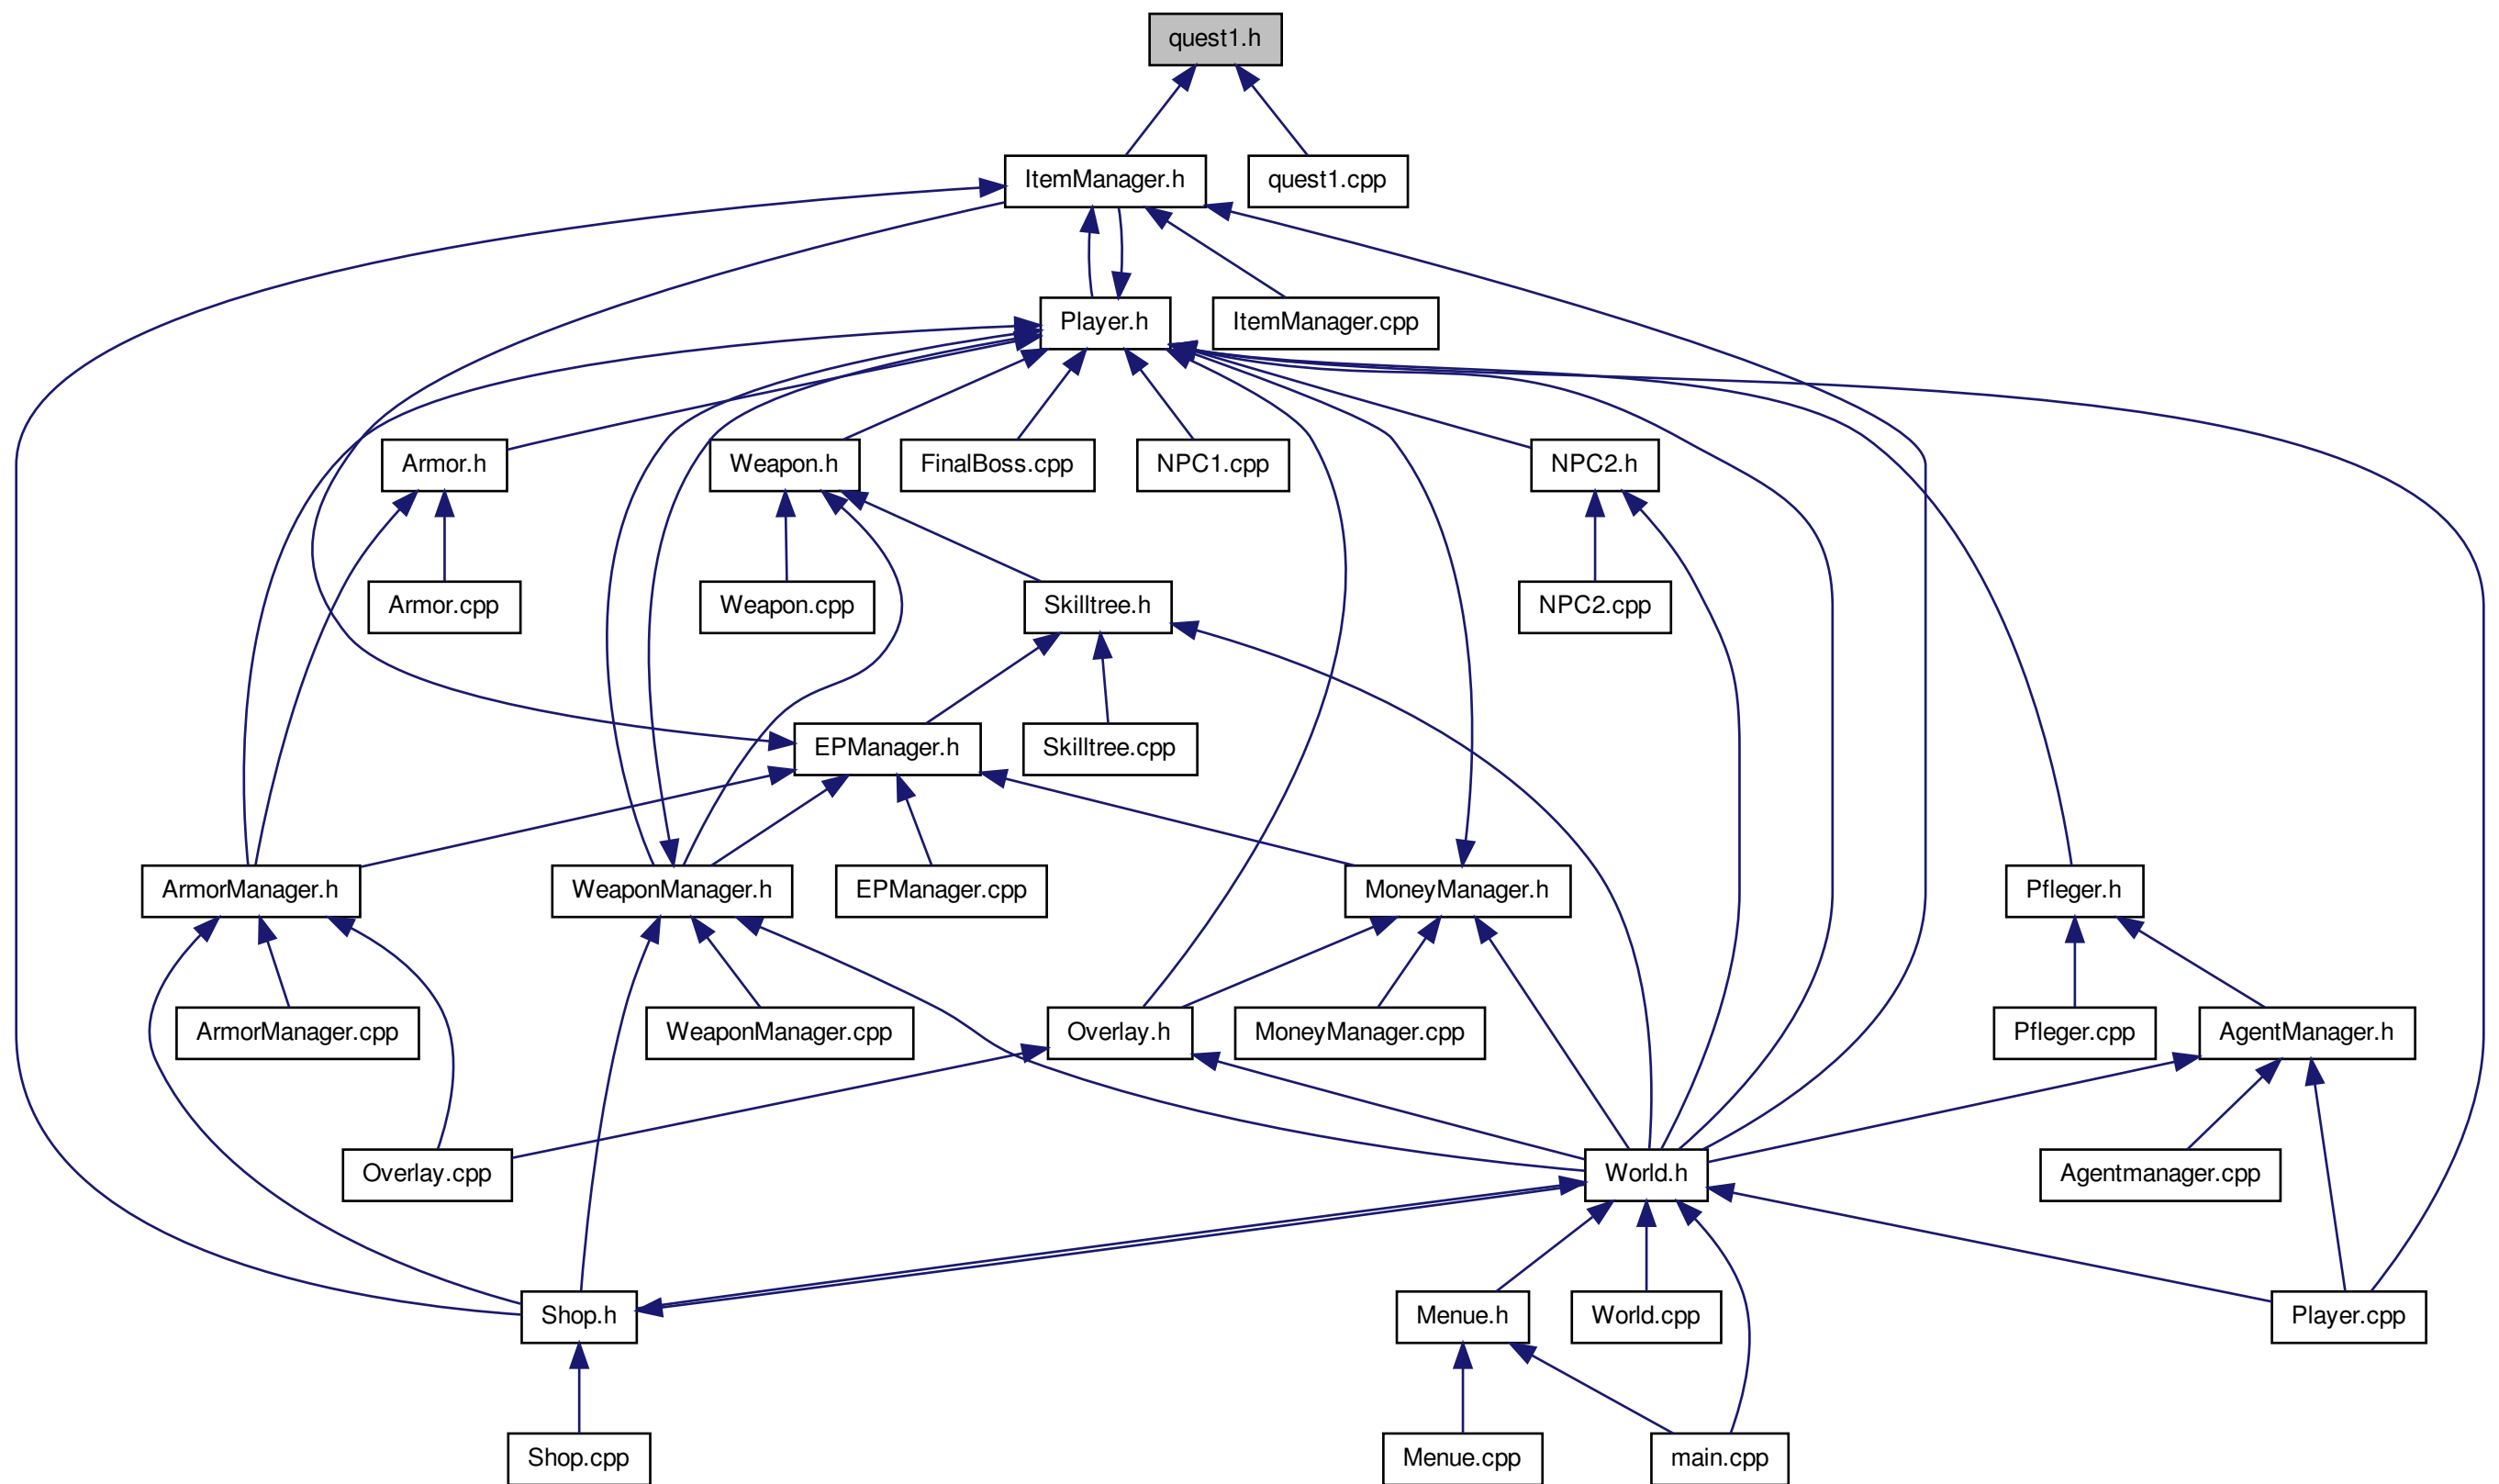 quest1.h
ItemManager.h
quest1.cpp
Player.h
ItemManager.cpp
Armor.h
Weapon.h
FinalBoss.cpp
NPC1.cpp
NPC2.h
Armor.cpp
Weapon.cpp
Skilltree.h
NPC2.cpp
EPManager.h
Skilltree.cpp
ArmorManager.h
WeaponManager.h
EPManager.cpp
MoneyManager.h
Pfleger.h
ArmorManager.cpp
WeaponManager.cpp
Overlay.h
MoneyManager.cpp
Pfleger.cpp
AgentManager.h
Overlay.cpp
World.h
Agentmanager.cpp
Shop.h
Menue.h
World.cpp
Player.cpp
Shop.cpp
Menue.cpp
main.cpp